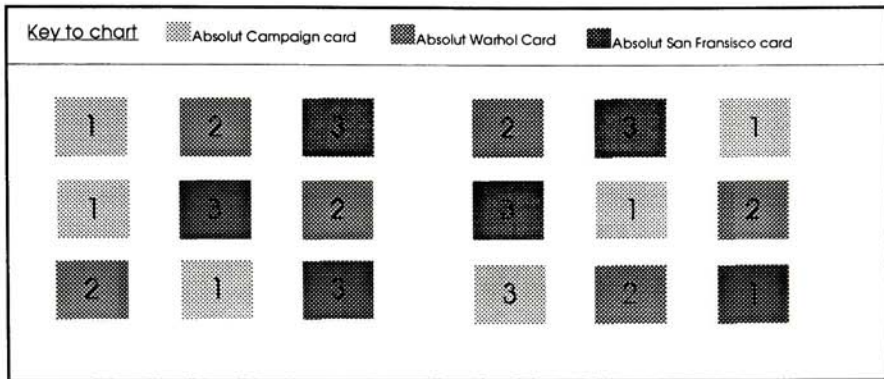 Key to chart Absolut Campaign card Absolut Warhol Card Absolut San Fransisco card
1 2 3 2 3 1
1 3 2 3 1 2
2 1 3 3 2 1